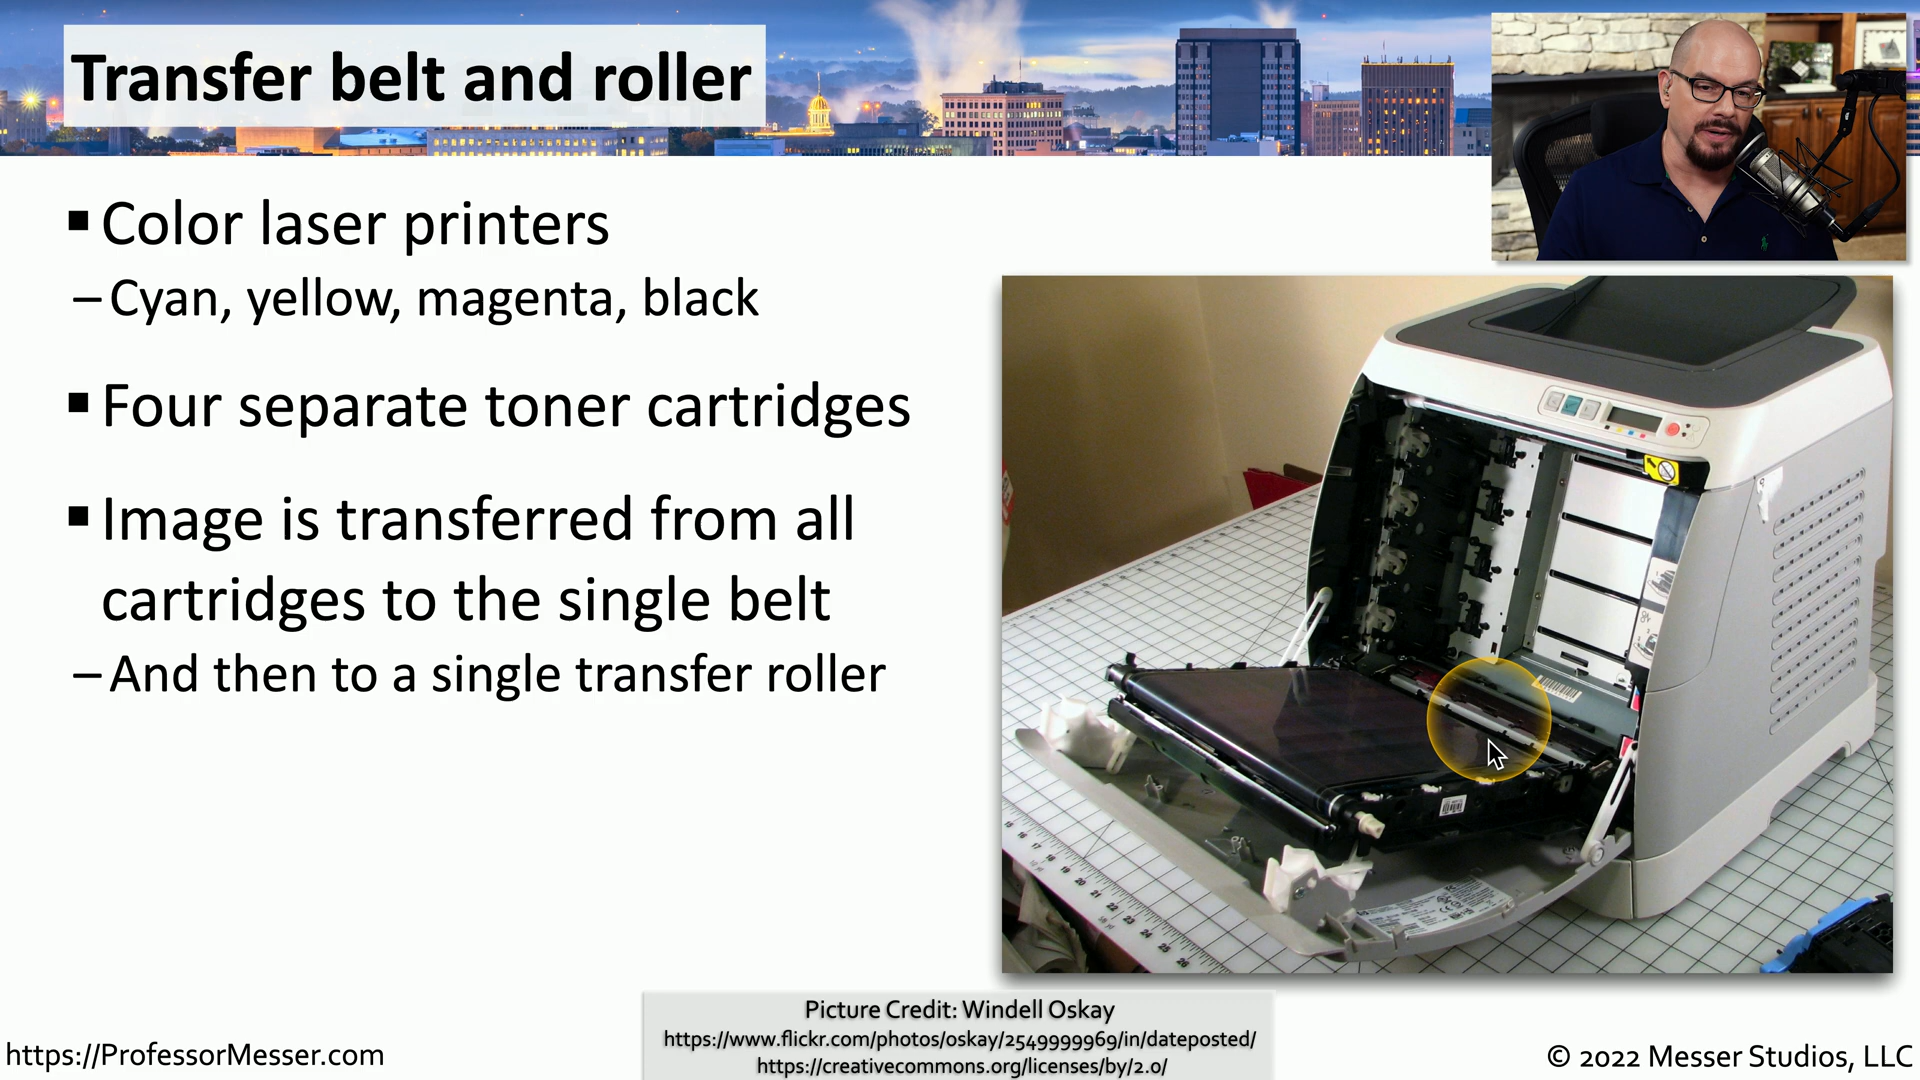 Transfer belt and roller
▪ Color laser printers
– Cyan, yellow, magenta, black
▪ Four separate toner cartridges
▪ Image is transferred from all
cartridges to the single belt
– And then to a single transfer roller
Picture Credit: Windell Oskay
https://www.flickr.com/photos/oskay/2549999969/in/dateposted/
https://creativecommons.org/licenses/by/2.0/
https://ProfessorMesser.com
© 2022 Messer Studios, LLC